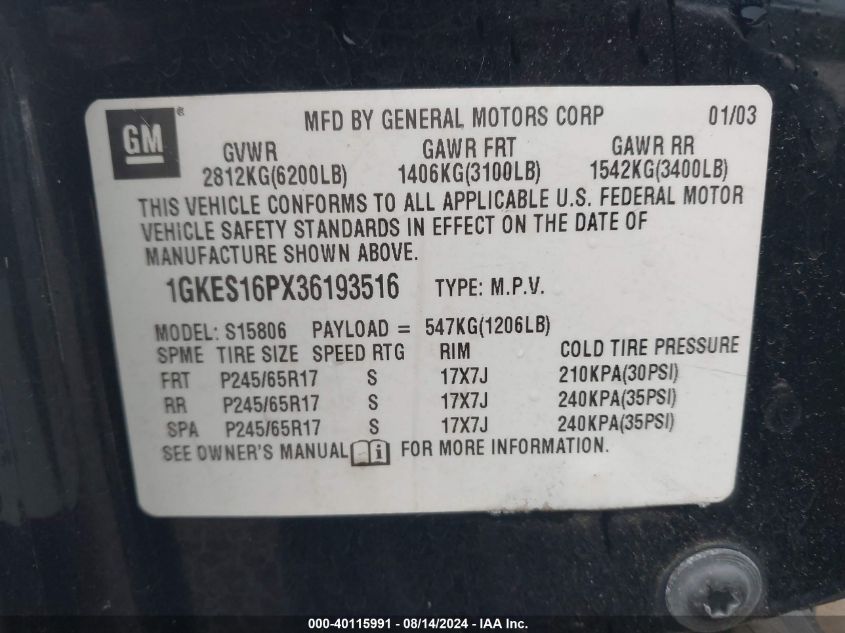 GM ® MFD BY GENERAL MOTORS CORP 01/03
GVWR GAWR FRT GAWR RR
2812KG(6200LB) 1406KG(3100LB) 1542KG(3400LB)
THIS VEHICLE CONFORMS TO ALL APPLICABLE U.S. FEDERAL MOTOR
VEHICLE SAFETY STANDARDS IN EFFECT ON THE DATE OF
MANUFACTURE SHOWN ABOVE.
1GKES16PX36193516 TYPE: M.P.V.
MODEL: S15806 PAYLOAD = 547KG(1206LB)
SPME TIRE SIZE SPEED RTG RIM COLD TIRE PRESSURE
FRT P245/65R17 S 17X7J 210KPA(30PSI)
RR P245/65R17 S 17X7J 240KPA(35PSI)
SPA P245/65R17 S 17X7J 240KPA(35PSI)
SEE OWNER'S MANUAL i FOR MORE INFORMATION.
000-40115991 - 08/14/2024 - IAA Inc.